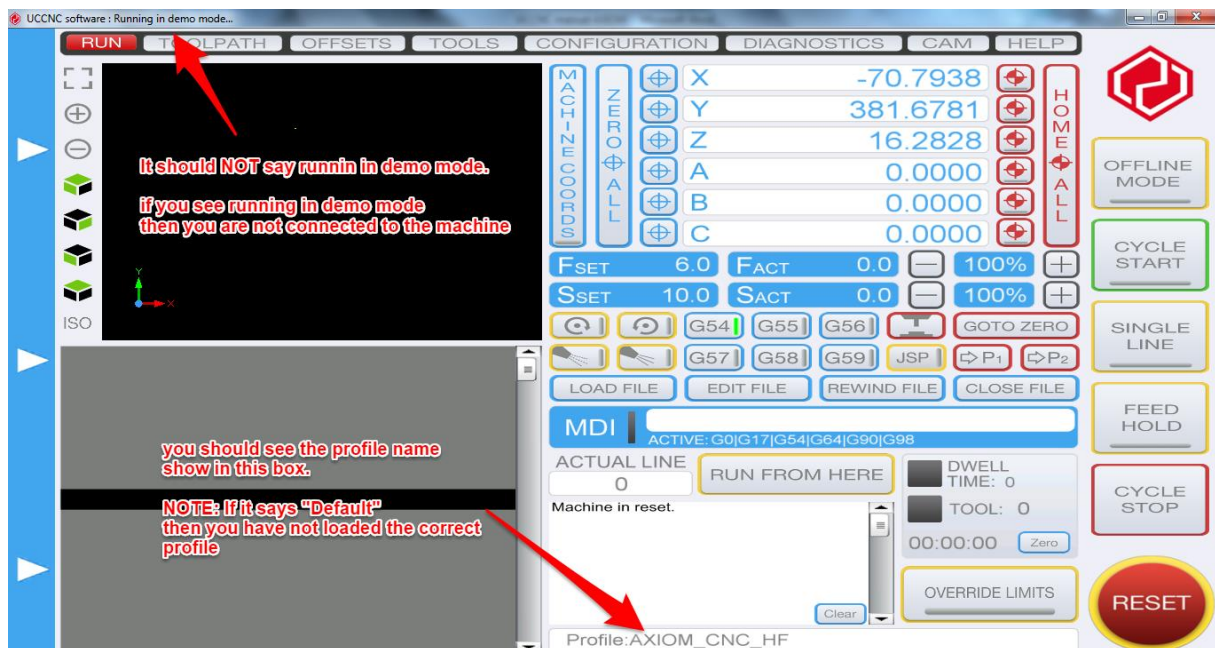 UCCNC software : Running in demo mode...
RUN TOOLPATH OFFSETS TOOLS CONFIGURATION DIAGNOSTICS CAM HELP
It should NOT say runnin in demo mode.
if you see running in demo mode
then you are not connected to the machine
Y
X
ISO
MACHINE COORDS
ZERO ALL
X -70.7938
Y 381.6781
Z 16.2828
A 0.0000
B 0.0000
C 0.0000
HOME ALL
FSET 6.0 FACT 0.0 100%
SSET 10.0 SACT 0.0 100%
G54 G55 G56 GOTO ZERO
G57 G58 G59 JSP P1 P2
LOAD FILE EDIT FILE REWIND FILE CLOSE FILE
MDI
ACTIVE: G0|G17|G54|G64|G90|G98
ACTUAL LINE
0
RUN FROM HERE
DWELL
TIME: 0
TOOL: 0
00:00:00 Zero
Machine in reset.
Clear
OVERRIDE LIMITS
Profile:AXIOM_CNC_HF
you should see the profile name
show in this box.
NOTE: If it says "Default"
then you have not loaded the correct
profile
OFFLINE
MODE
CYCLE
START
SINGLE
LINE
FEED
HOLD
CYCLE
STOP
RESET